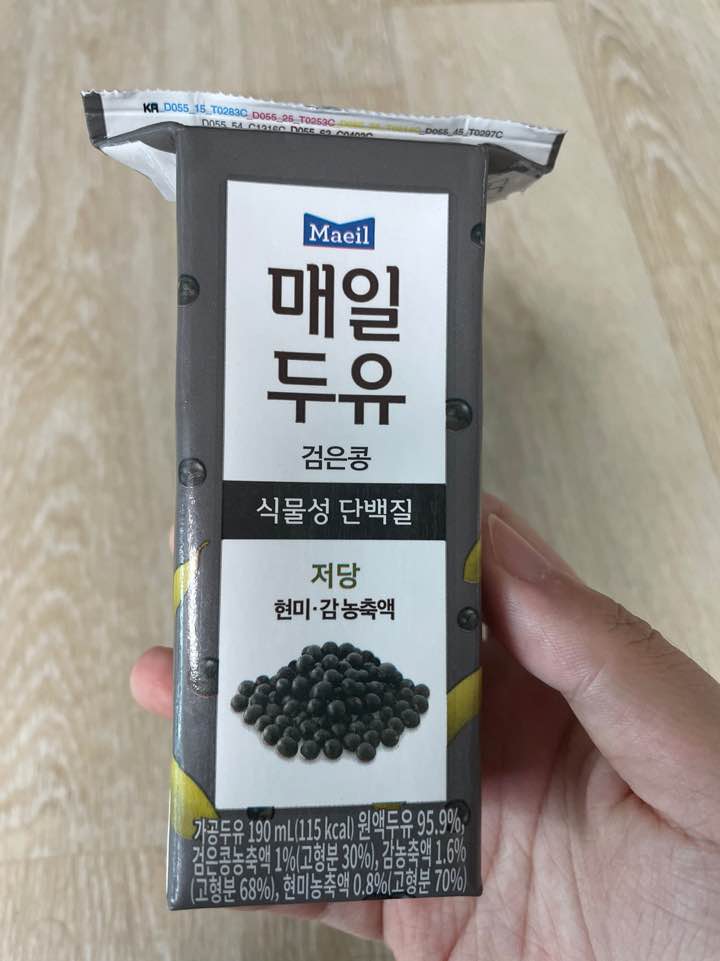 KR_D055_15_T0283C_D055_25_T0253C D055_45_T0297C
D055_54_C1216C_D055_63_C0403C
Maeil
매일
두유
검은콩
식물성 단백질
저당
현미·감 농축액
가공두유 190 mL(115 kcal) 원액두유 95.9%,
검은콩농축액 1%(고형분 30%), 감농축액 1.6%
(고형분 68%), 현미농축액 0.8%(고형분 70%)